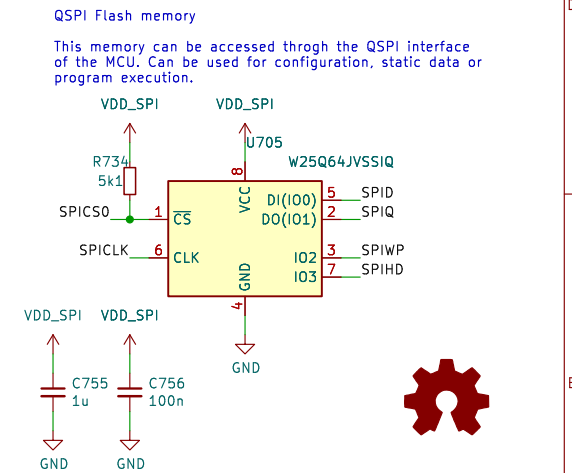 QSPI Flash memory
This memory can be accessed throgh the QSPI interface
of the MCU. Can be used for configuration, static data or
program execution.
VDD_SPI VDD_SPI
U705
R734 W25Q64JVSSIQ
5k1
8
VCC
DI(IO0) 5 SPID
SPICS0 1 CS DO(IO1) 2 SPIQ
SPICLK 6 CLK IO2 3 SPIWP
IO3 7 SPIHD
GND
4
VDD_SPI VDD_SPI
GND
C755 C756
1u 100n
GND GND